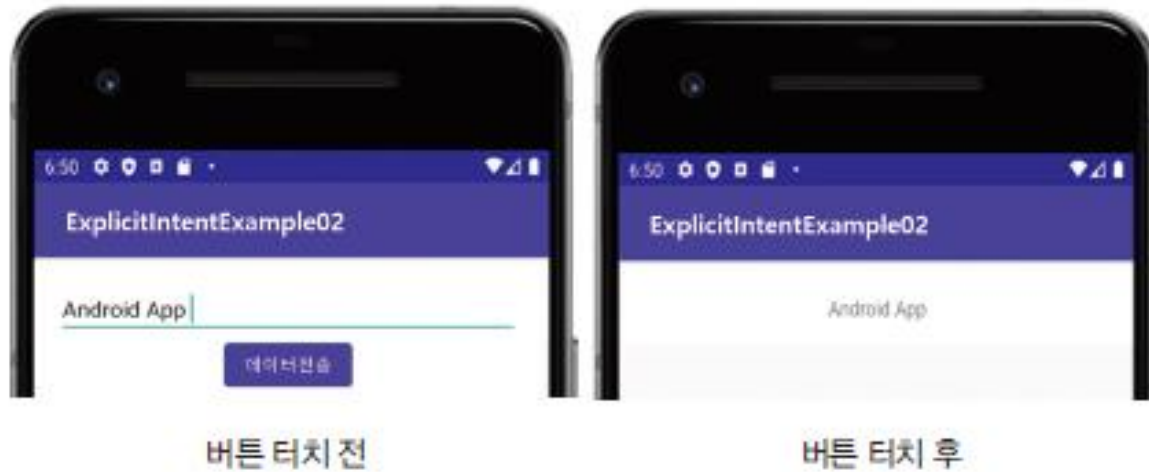 6:50
ExplicitIntentExample02
Android App
데이터전송
버튼 터치 전
6:50
ExplicitIntentExample02
Android App
버튼 터치 후